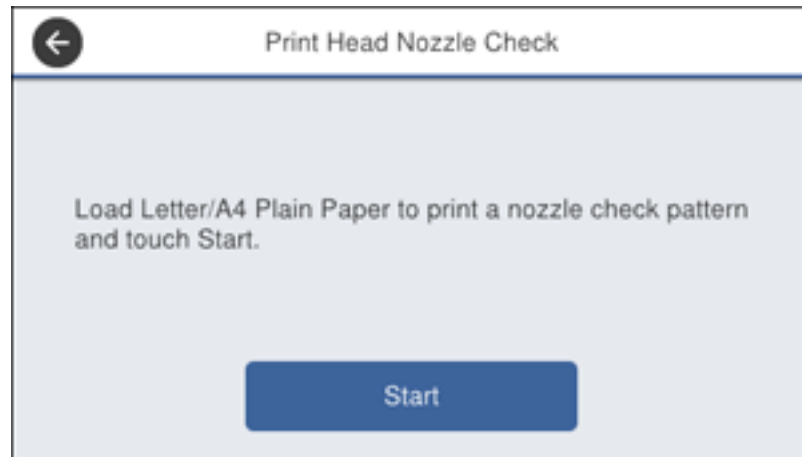 Print Head Nozzle Check
Load Letter/A4 Plain Paper to print a nozzle check pattern
and touch Start.
Start